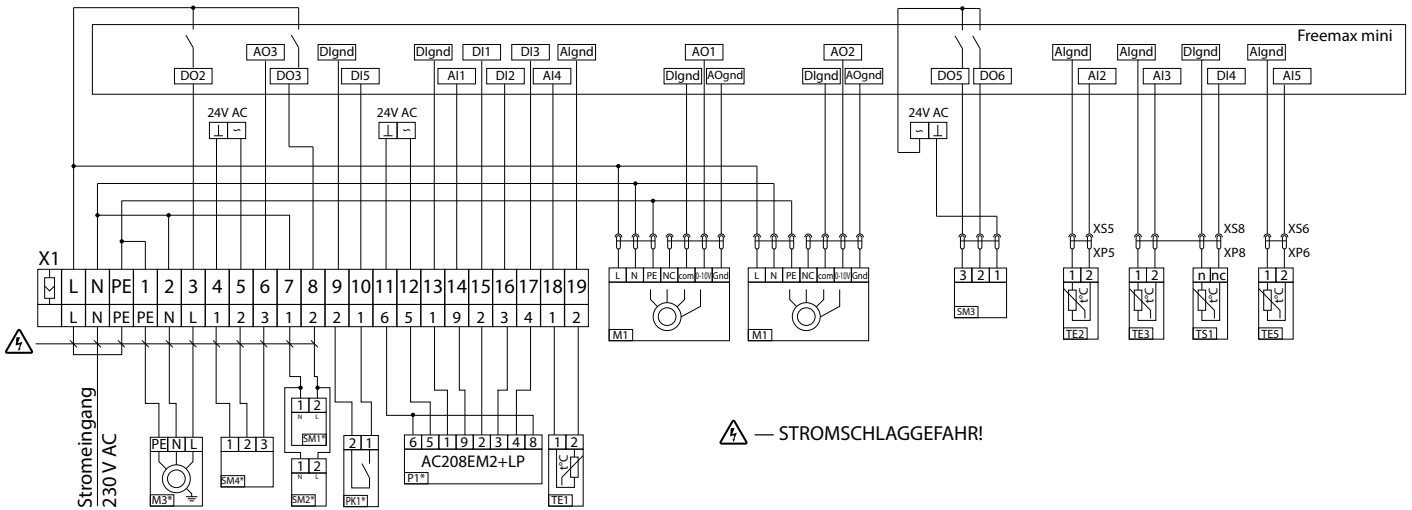 Freemax mini
AO3 DIgnd DIgnd DI1 DI3 AIgnd AO1 AO2 AIgnd AIgnd DIgnd AIgnd
DO2 DO3 DI5 AI1 DI2 AI4 DIgnd AOgnd DIgnd AOgnd DO5 DO6 AI2 AI3 DI4 AI5
24V AC 24V AC 24V AC
⊥ ~ ⊥ ~ ~ ⊥
XS5 XS8 XS6
XP5 XP8 XP6
X1
L N PE 1 2 3 4 5 6 7 8 9 10 11 12 13 14 15 16 17 18 19
L N PE PE N L 1 2 3 1 2 2 1 6 5 1 9 2 3 4 1 2
L N PE NC com 0-10V Gnd
M1
L N PE NC com 0-10V Gnd
M1
3 2 1
SM3
1 2
t°C
TE2
1 2
t°C
TE3
n nc
t°C
TS1
1 2
t°C
TE5
Stromeingang
230 V AC
PE N L
M3*
1 2 3
SM4*
1 2
N L
SM1*
1 2
N L
SM2*
2 1
PK1*
6 5 1 9 2 3 4 8
AC208EM2+LP
P1*
1 2
t°C
TE1
— STROMSCHLAGGEFAHR!